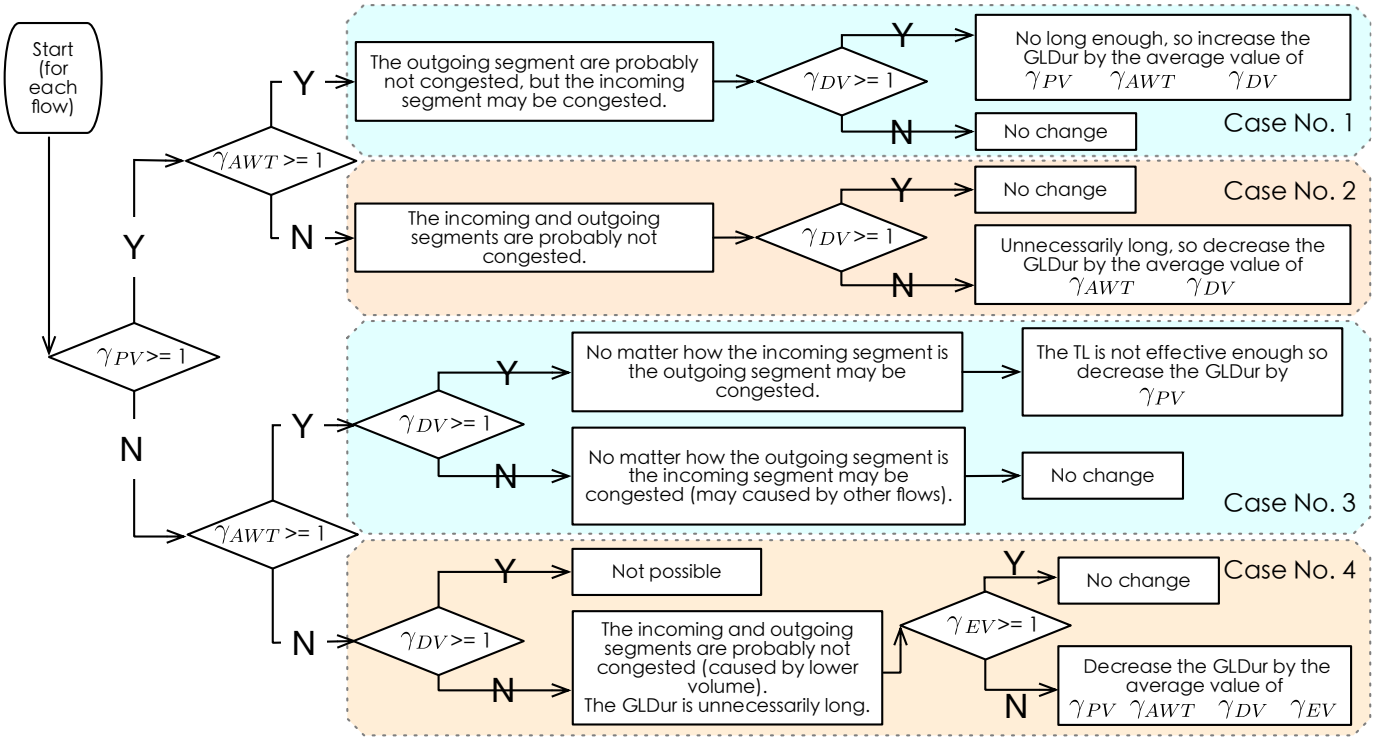 Start
(for
each
flow)
γPV >= 1
Y
N
γAWT >= 1
Y
N
The outgoing segment are probably
not congested, but the incoming
segment may be congested.
γDV >= 1
Y
No long enough, so increase the
GLDur by the average value of
γPV γAWT γDV
N
No change
Case No. 1
The incoming and outgoing
segments are probably not
congested.
γDV >= 1
Y
No change
N
Unnecessarily long, so decrease the
GLDur by the average value of
γAWT γDV
Case No. 2
γAWT >= 1
Y
N
γDV >= 1
Y
No matter how the incoming segment is
the outgoing segment may be
congested.
The TL is not effective enough so
decrease the GLDur by
γPV
N
No matter how the outgoing segment is
the incoming segment may be
congested (may caused by other flows).
No change
Case No. 3
γDV >= 1
Y
Not possible
N
The incoming and outgoing
segments are probably not
congested (caused by lower
volume).
The GLDur is unnecessarily long.
γEV >= 1
Y
No change
N
Decrease the GLDur by the
average value of
γPV γAWT γDV γEV
Case No. 4